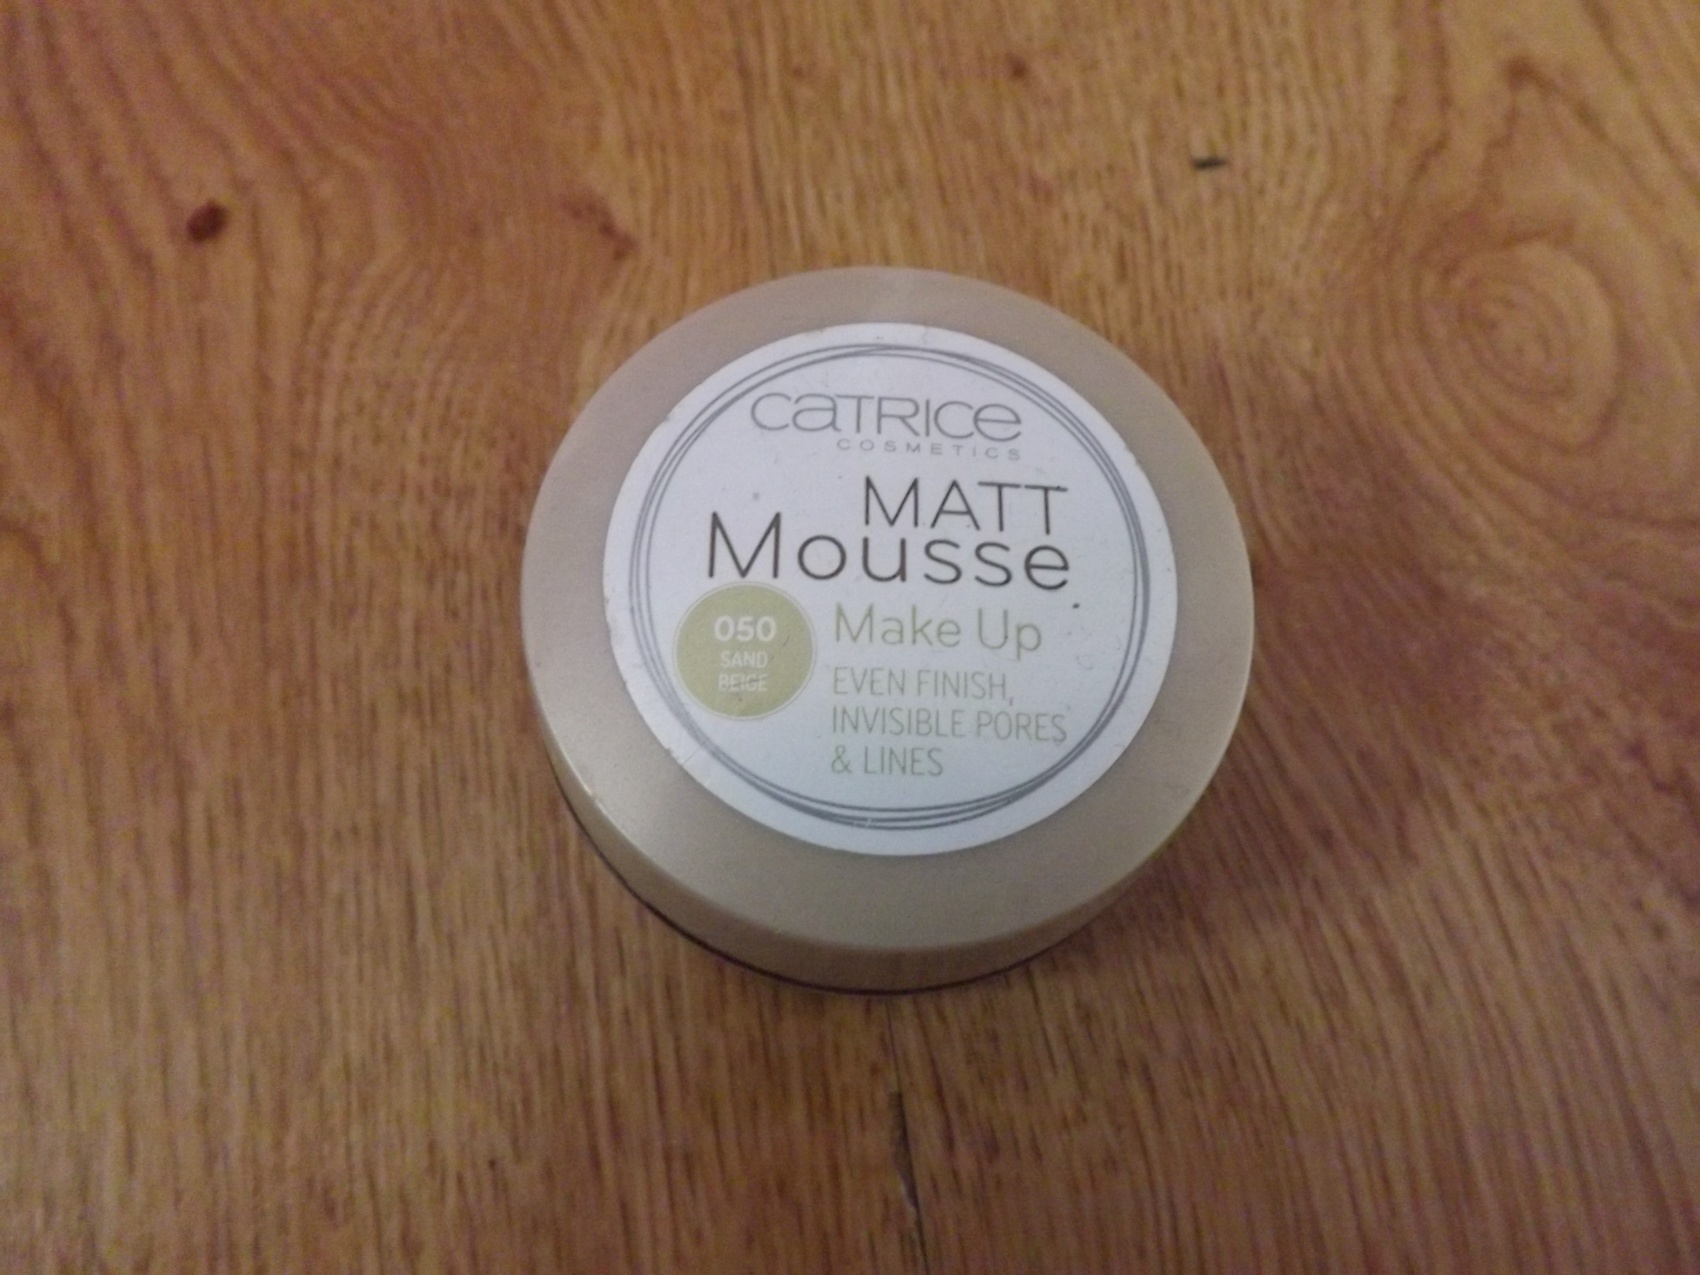 CATRICE
COSMETICS
MATT
Mousse
Make Up
050
SAND
BEIGE
EVEN FINISH,
INVISIBLE PORES
& LINES